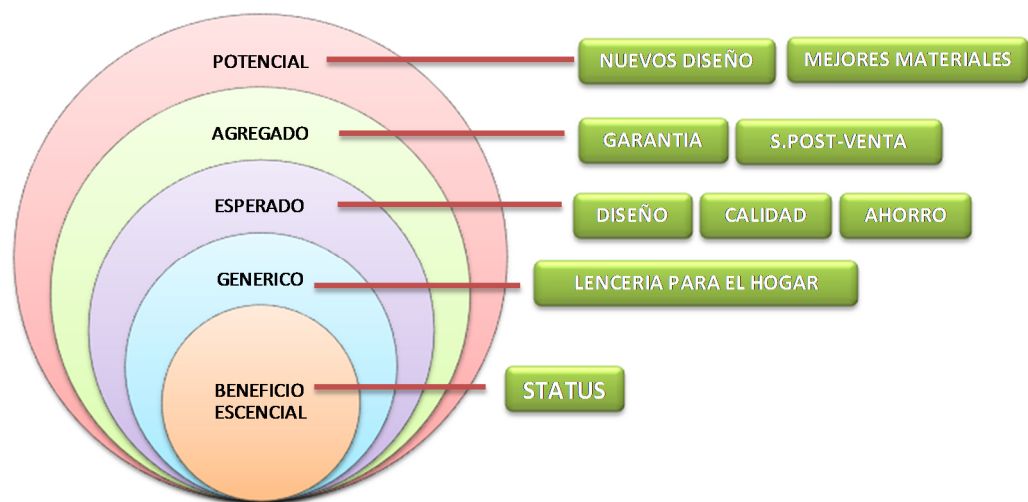 POTENCIAL
NUEVOS DISEÑO
MEJORES MATERIALES
AGREGADO
GARANTIA
S.POST-VENTA
ESPERADO
DISEÑO
CALIDAD
AHORRO
GENERICO
LENCERIA PARA EL HOGAR
BENEFICIO
ESCENCIAL
STATUS